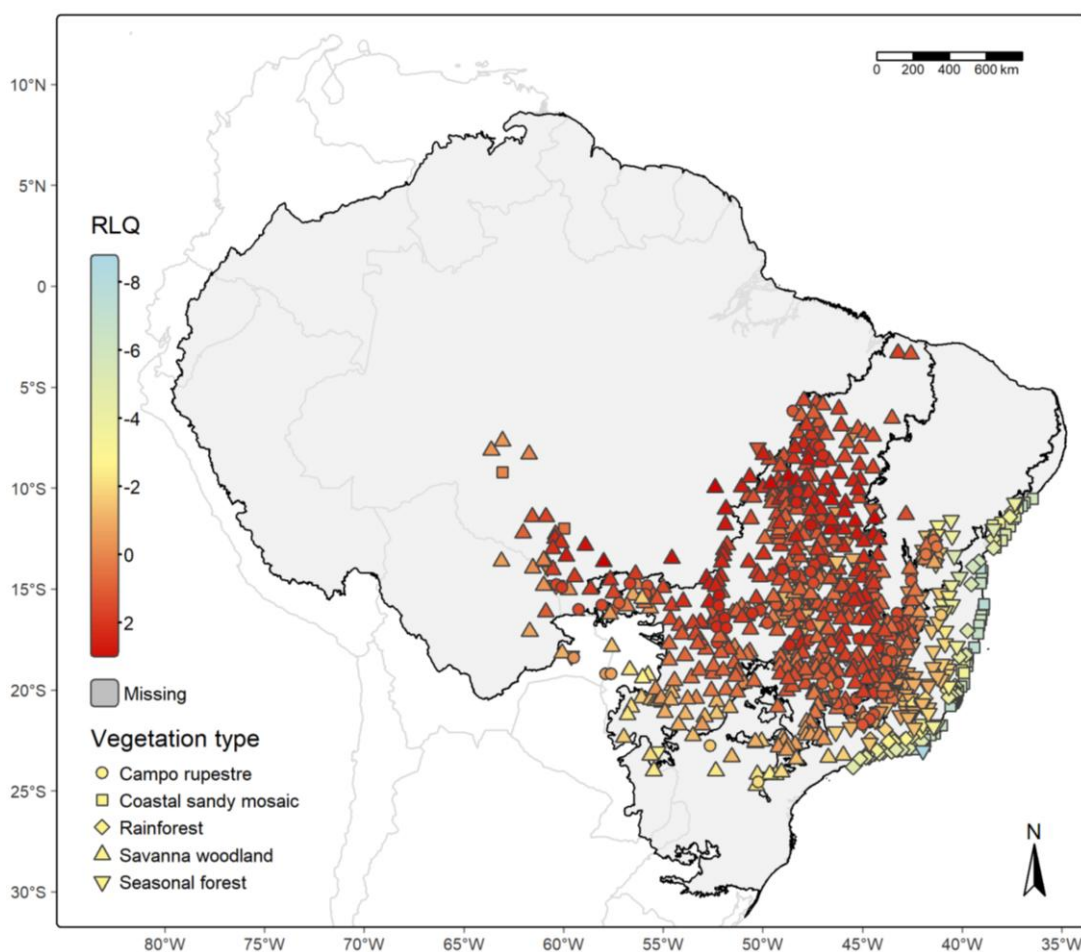 0 200 400 600 km
10°N
5°N
0
5°S
10°S
15°S
20°S
25°S
30°S
RLQ
-8
-6
-4
-2
0
2
Missing
Vegetation type
Campo rupestre
Coastal sandy mosaic
Rainforest
Savanna woodland
Seasonal forest
N
80°W 75°W 70°W 65°W 60°W 55°W 50°W 45°W 40°W 35°W